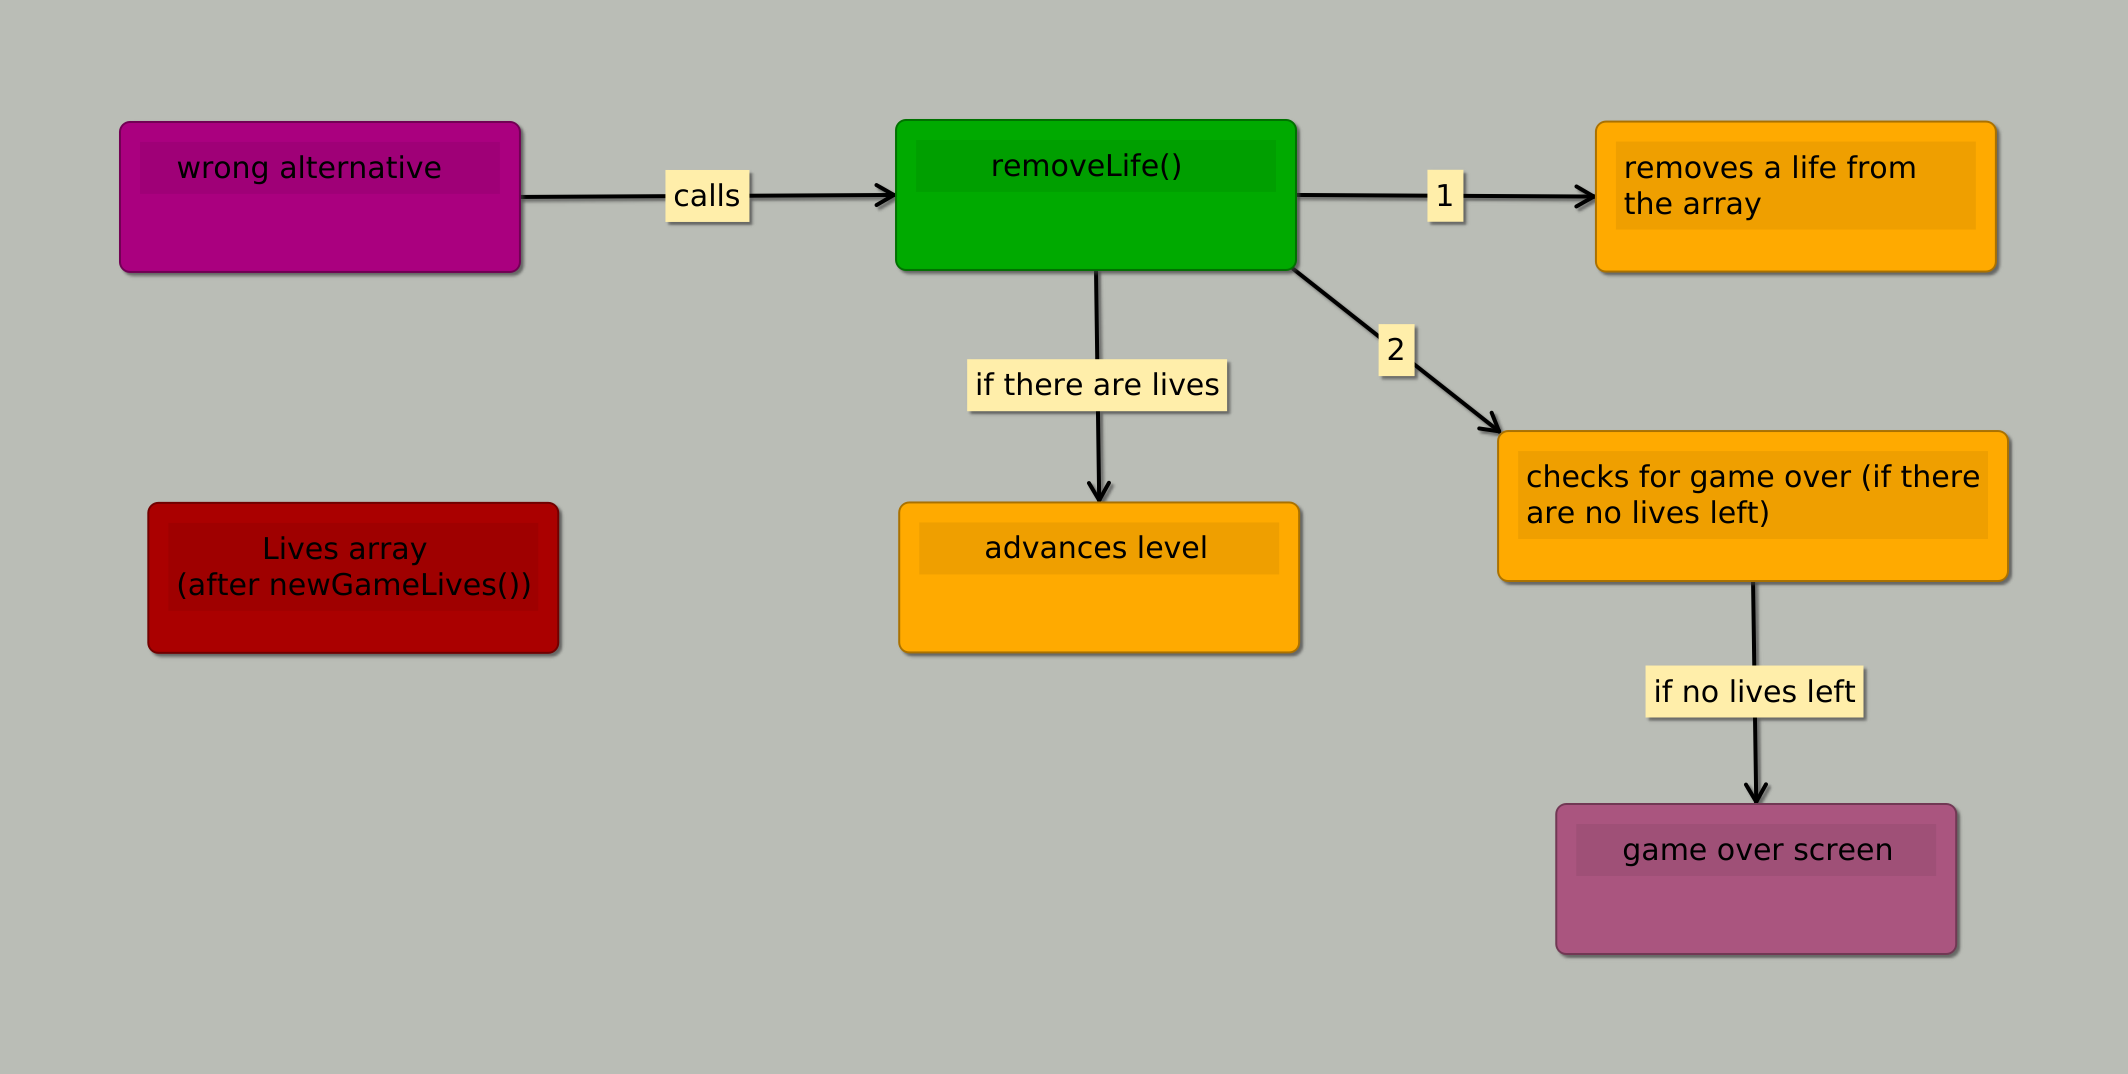 wrong alternative
calls
removeLife()
1
removes a life from
the array
2
if there are lives
checks for game over (if there
are no lives left)
Lives array
(after newGameLives())
advances level
if no lives left
game over screen